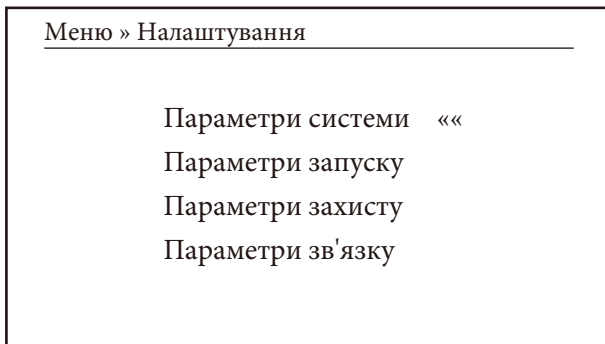 Меню » Налаштування
Параметри системи ««
Параметри запуску
Параметри захисту
Параметри зв'язку